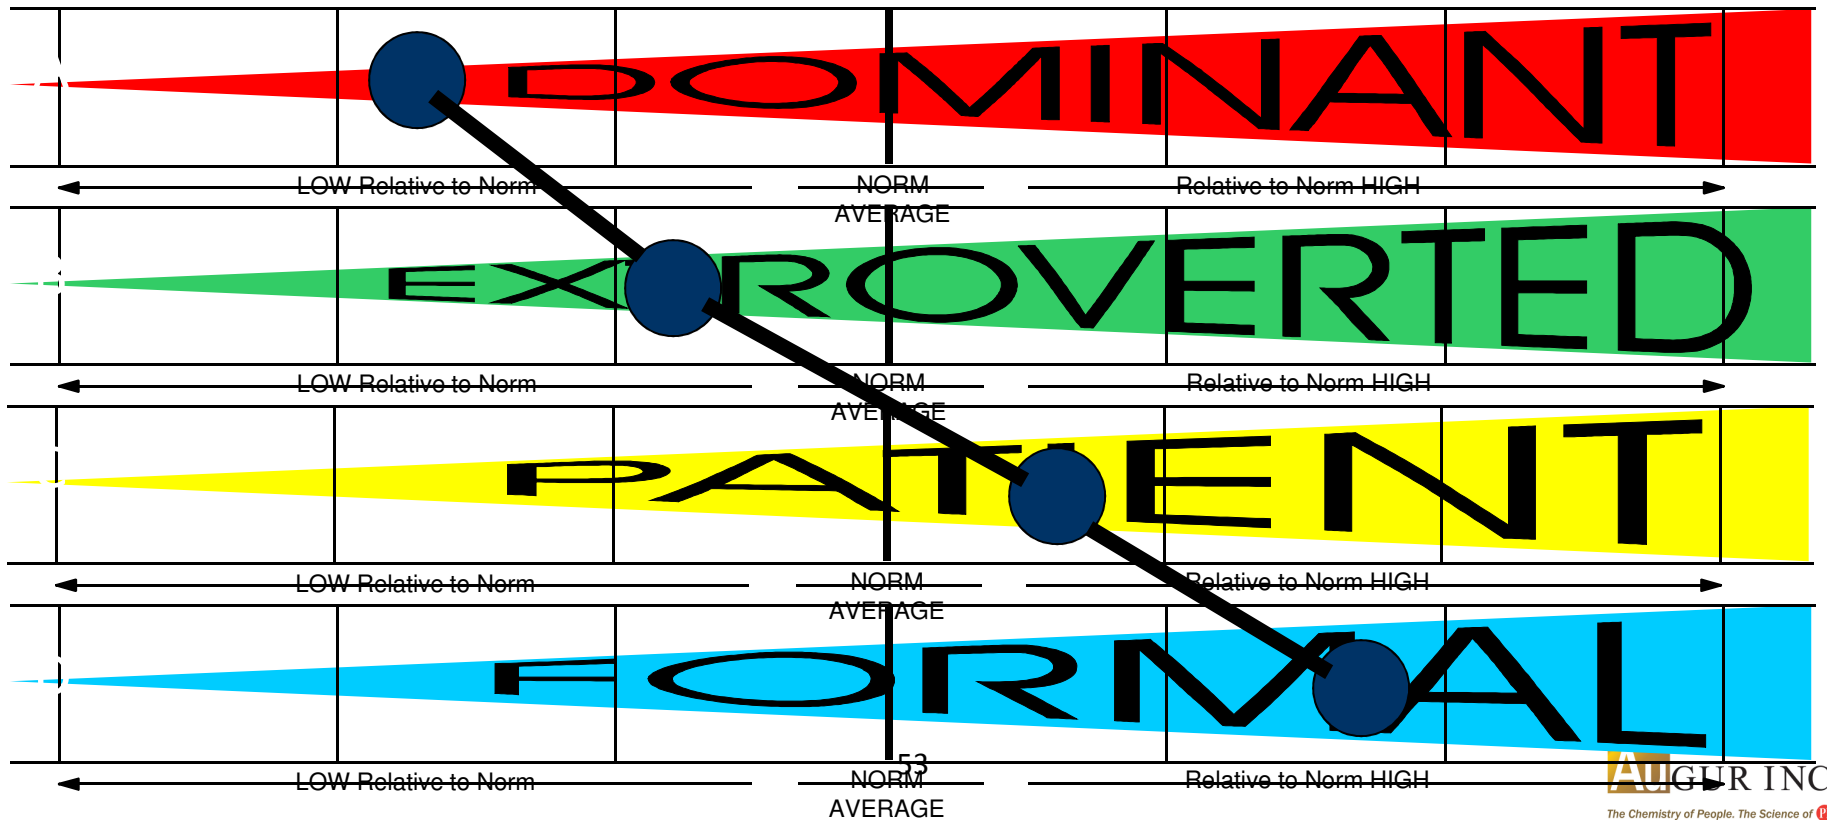 DOMINANT
LOW Relative to Norm NORM Relative to Norm HIGH
AVERAGE
EXTROVERTED
LOW Relative to Norm NORM Relative to Norm HIGH
AVERAGE
PATIENT
LOW Relative to Norm NORM Relative to Norm HIGH
AVERAGE
FORMAL
53
LOW Relative to Norm NORM Relative to Norm HIGH
AVERAGE
AUGUR INC
The Chemistry of People. The Science of P